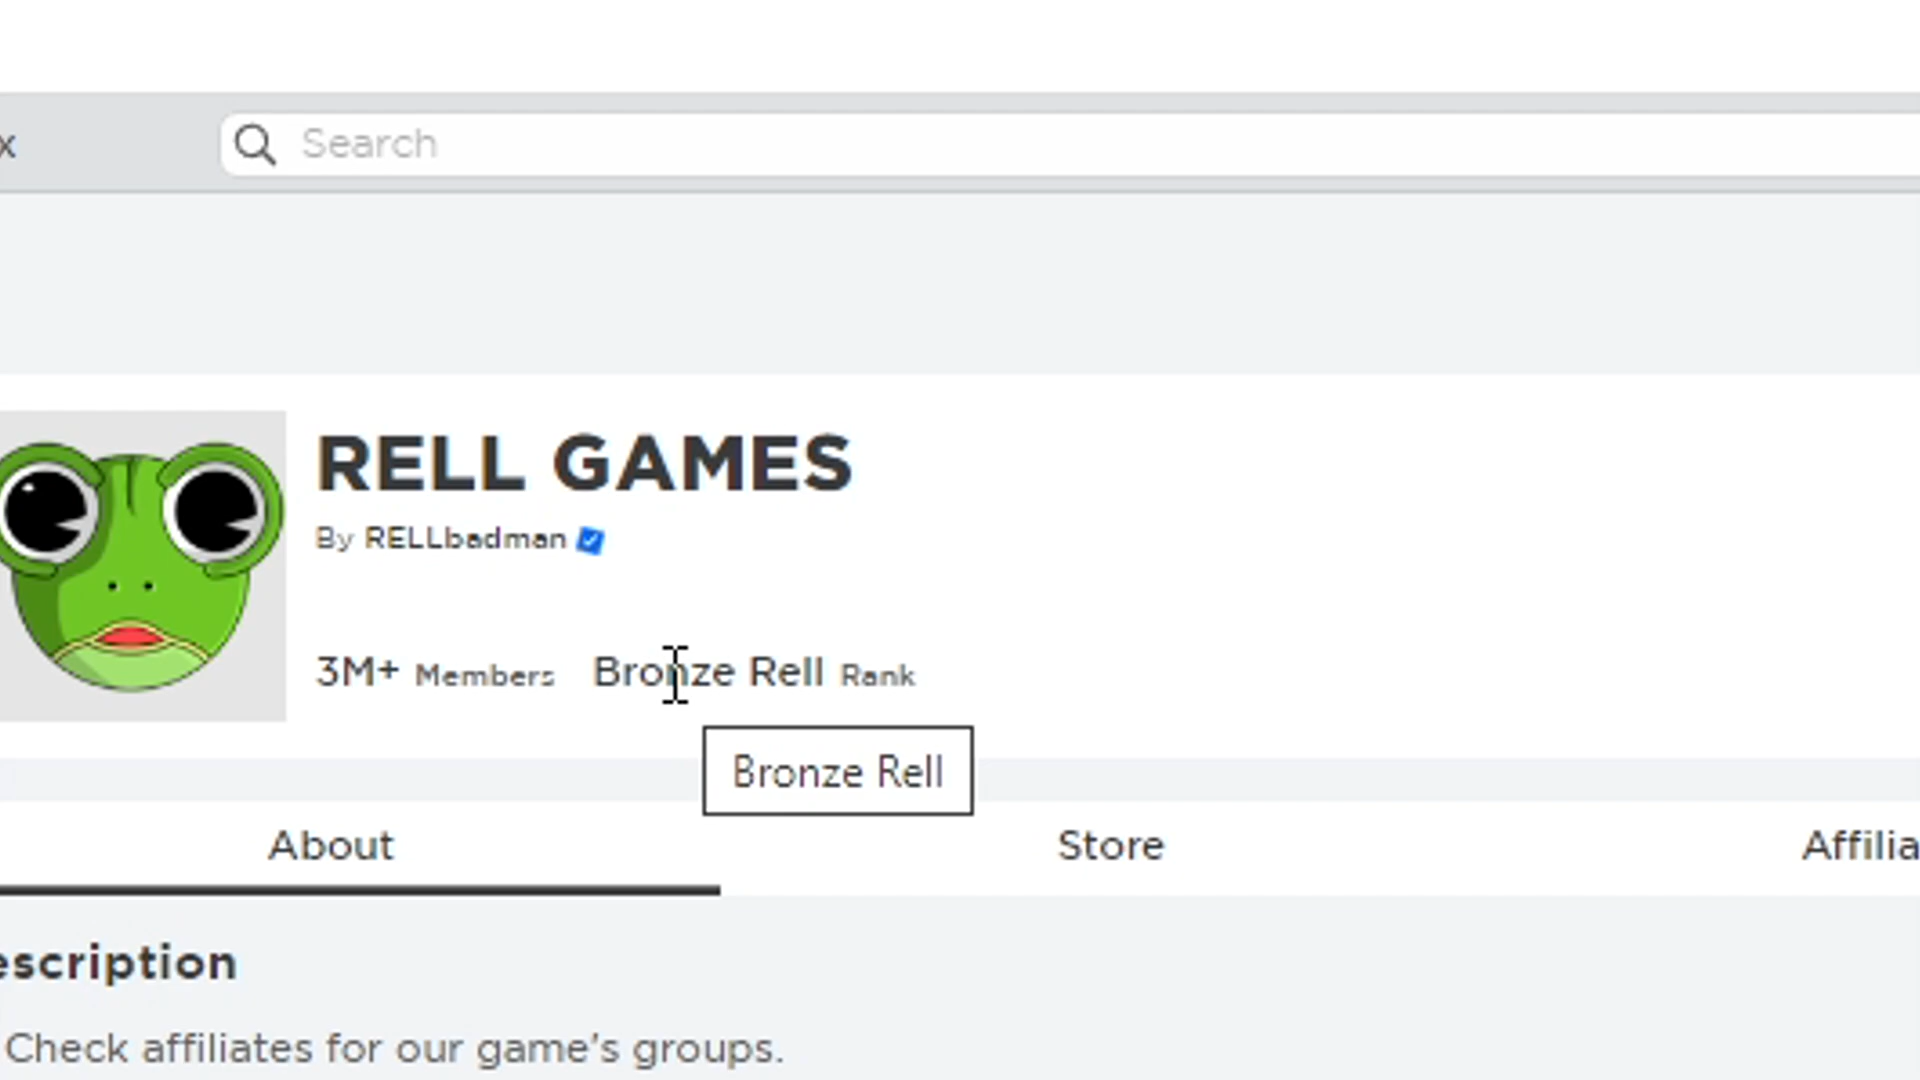 x
Search
RELL GAMES
By RELLbadman
3M+ Members Bronze Rell Rank
Bronze Rell
About Store Affilia
escription
Check affiliates for our game's groups.